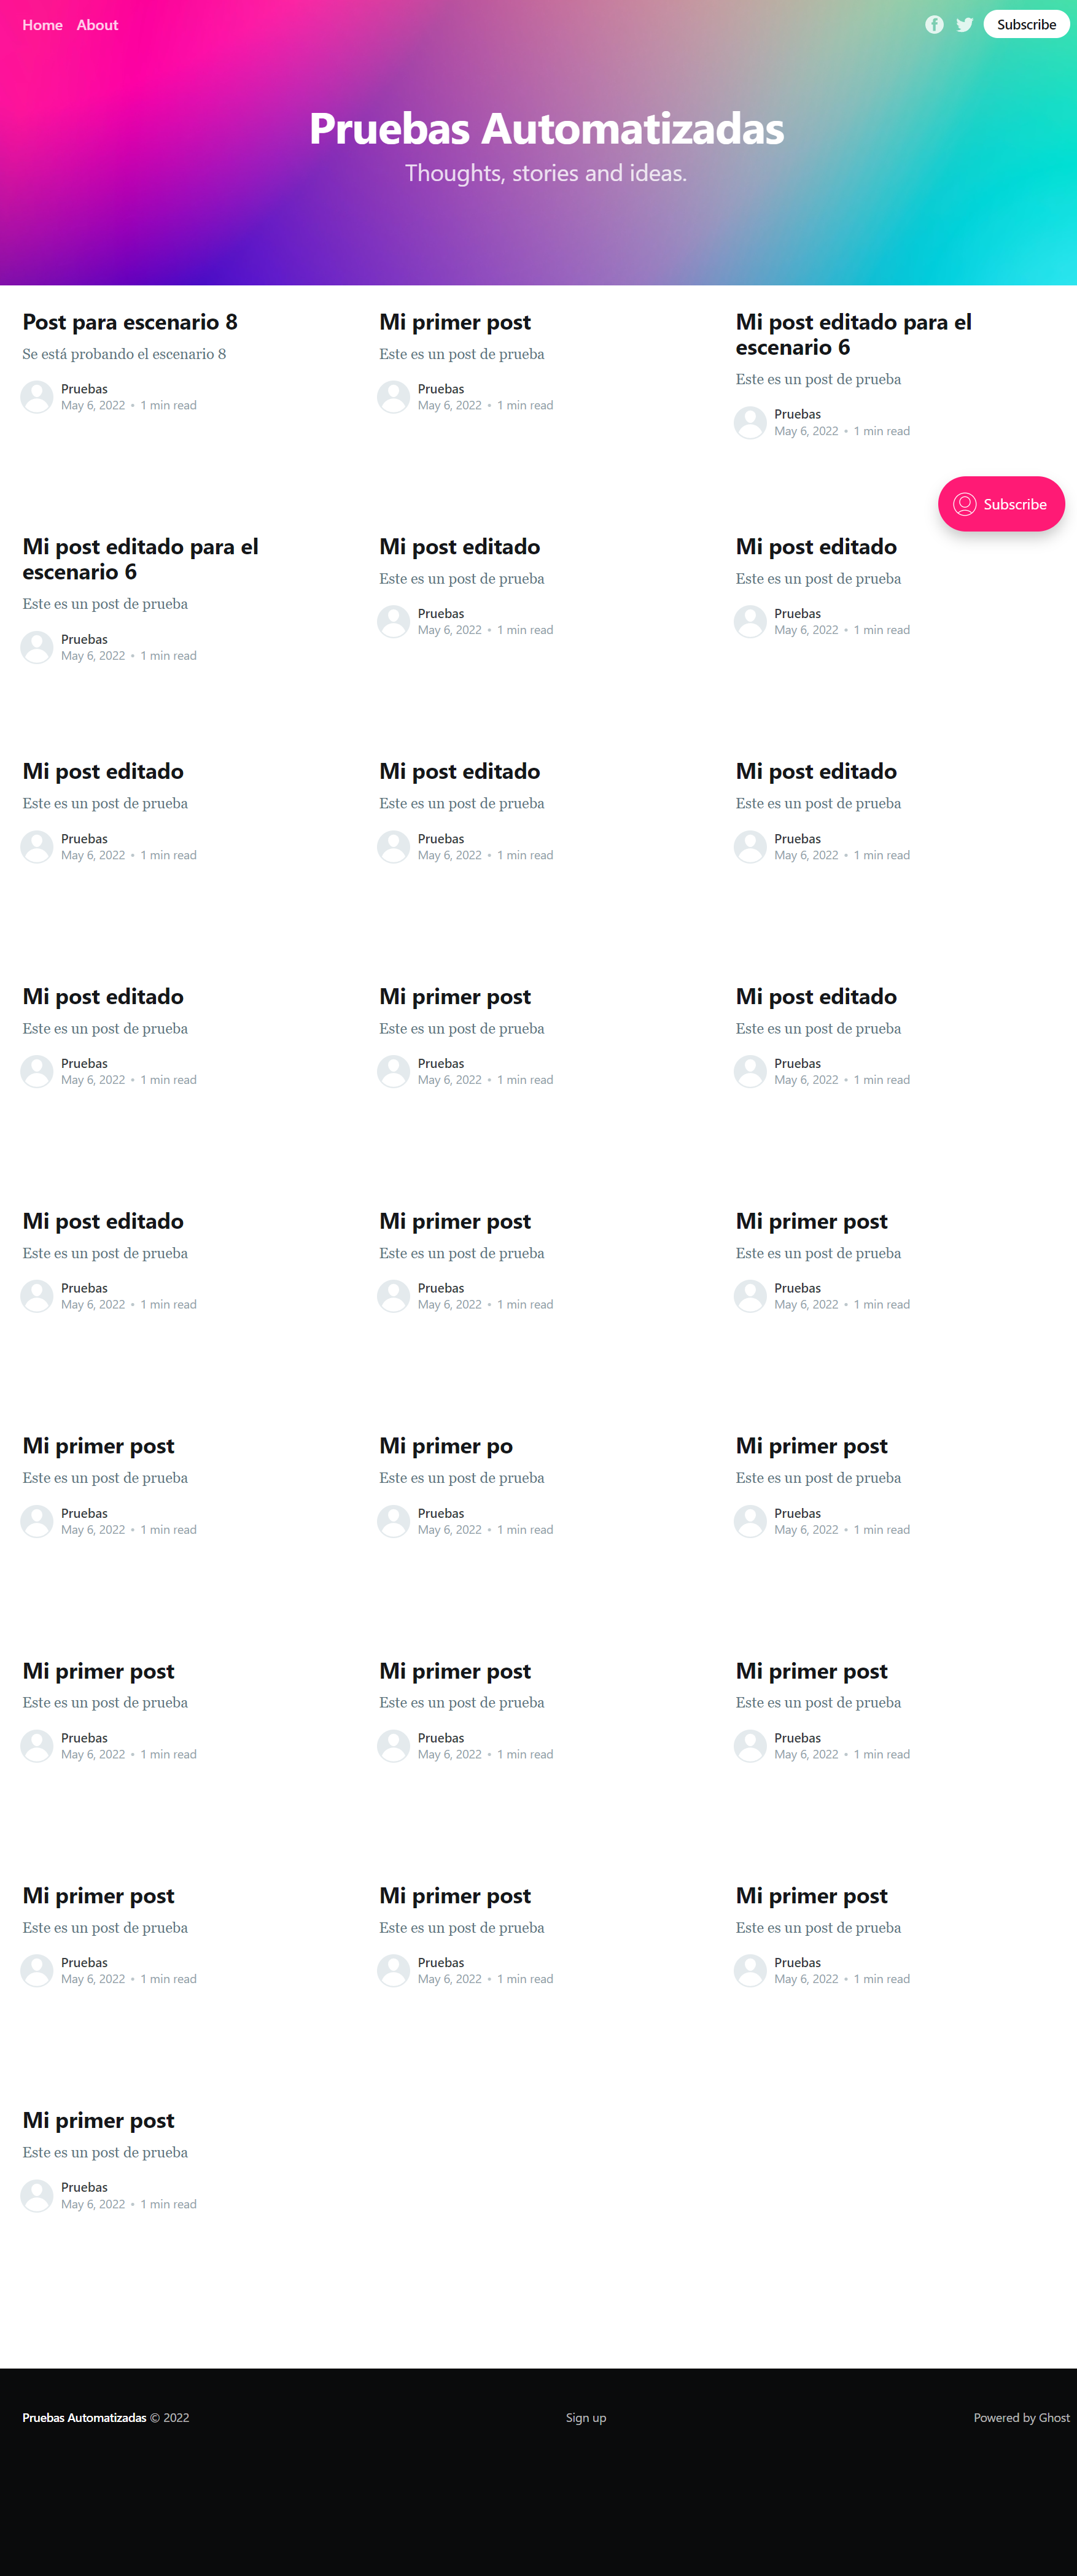 Home About Subscribe
Pruebas Automatizadas
Thoughts, stories and ideas.
Post para escenario 8
Se está probando el escenario 8
Pruebas
May 6, 2022 • 1 min read
Mi primer post
Este es un post de prueba
Pruebas
May 6, 2022 • 1 min read
Mi post editado para el
escenario 6
Este es un post de prueba
Pruebas
May 6, 2022 • 1 min read
Subscribe
Mi post editado para el
escenario 6
Este es un post de prueba
Pruebas
May 6, 2022 • 1 min read
Mi post editado
Este es un post de prueba
Pruebas
May 6, 2022 • 1 min read
Mi post editado
Este es un post de prueba
Pruebas
May 6, 2022 • 1 min read
Mi post editado
Este es un post de prueba
Pruebas
May 6, 2022 • 1 min read
Mi post editado
Este es un post de prueba
Pruebas
May 6, 2022 • 1 min read
Mi post editado
Este es un post de prueba
Pruebas
May 6, 2022 • 1 min read
Mi post editado
Este es un post de prueba
Pruebas
May 6, 2022 • 1 min read
Mi primer post
Este es un post de prueba
Pruebas
May 6, 2022 • 1 min read
Mi post editado
Este es un post de prueba
Pruebas
May 6, 2022 • 1 min read
Mi post editado
Este es un post de prueba
Pruebas
May 6, 2022 • 1 min read
Mi primer post
Este es un post de prueba
Pruebas
May 6, 2022 • 1 min read
Mi primer post
Este es un post de prueba
Pruebas
May 6, 2022 • 1 min read
Mi primer post
Este es un post de prueba
Pruebas
May 6, 2022 • 1 min read
Mi primer po
Este es un post de prueba
Pruebas
May 6, 2022 • 1 min read
Mi primer post
Este es un post de prueba
Pruebas
May 6, 2022 • 1 min read
Mi primer post
Este es un post de prueba
Pruebas
May 6, 2022 • 1 min read
Mi primer post
Este es un post de prueba
Pruebas
May 6, 2022 • 1 min read
Mi primer post
Este es un post de prueba
Pruebas
May 6, 2022 • 1 min read
Mi primer post
Este es un post de prueba
Pruebas
May 6, 2022 • 1 min read
Mi primer post
Este es un post de prueba
Pruebas
May 6, 2022 • 1 min read
Mi primer post
Este es un post de prueba
Pruebas
May 6, 2022 • 1 min read
Mi primer post
Este es un post de prueba
Pruebas
May 6, 2022 • 1 min read
Pruebas Automatizadas © 2022 Sign up Powered by Ghost